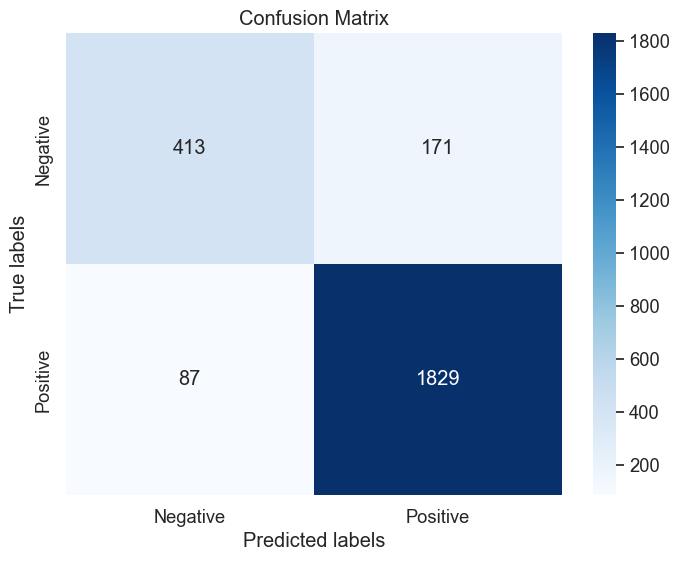 Confusion Matrix
True labels
Negative
413
171
Positive
87
1829
Negative
Positive
Predicted labels
1800
1600
1400
1200
1000
800
600
400
200